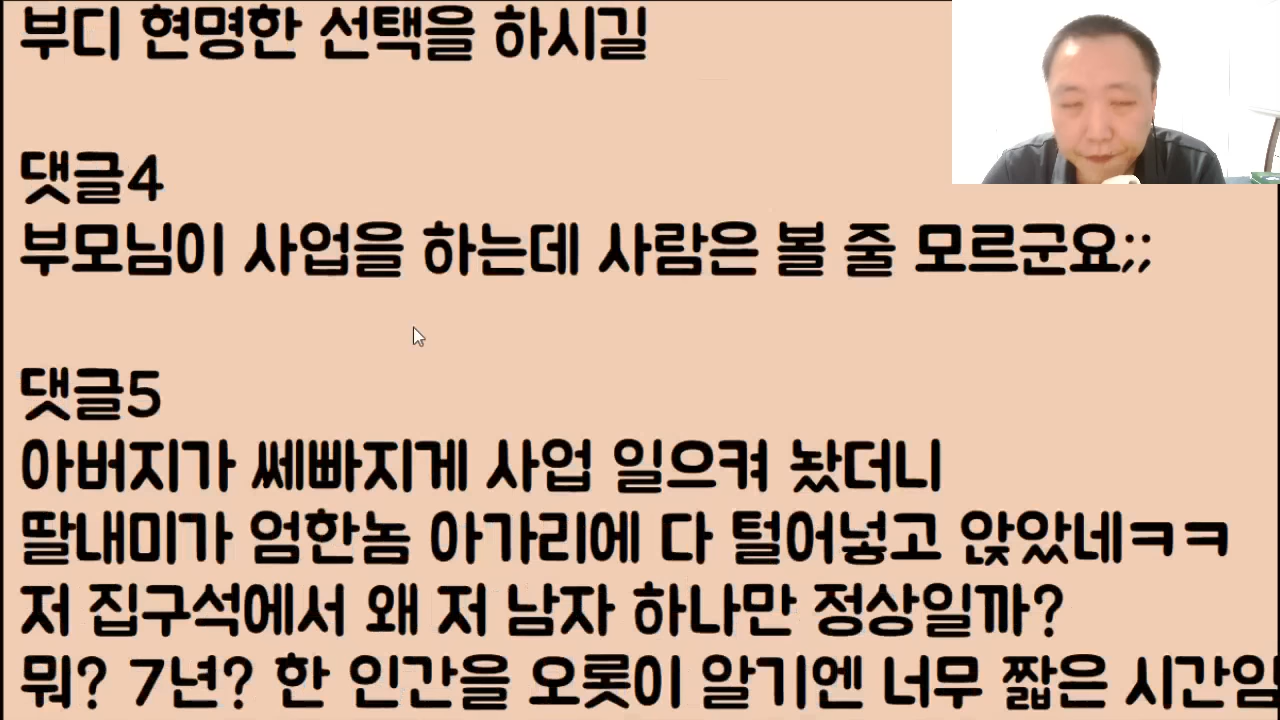 부디 현명한 선택을 하시길
댓글4
부모님이 사업을 하는데 사람은 볼 줄 모르군요;;
댓글5
아버지가 쎄빠지게 사업 일으켜 놨더니
딸내미가 엄한놈 아가리에 다 털어넣고 앉았네ㅋㅋ
저 집구석에서 왜 저 남자 하나만 정상일까?
뭐? 7년? 한 인간을 오롯이 알기엔 너무 짧은 시간임